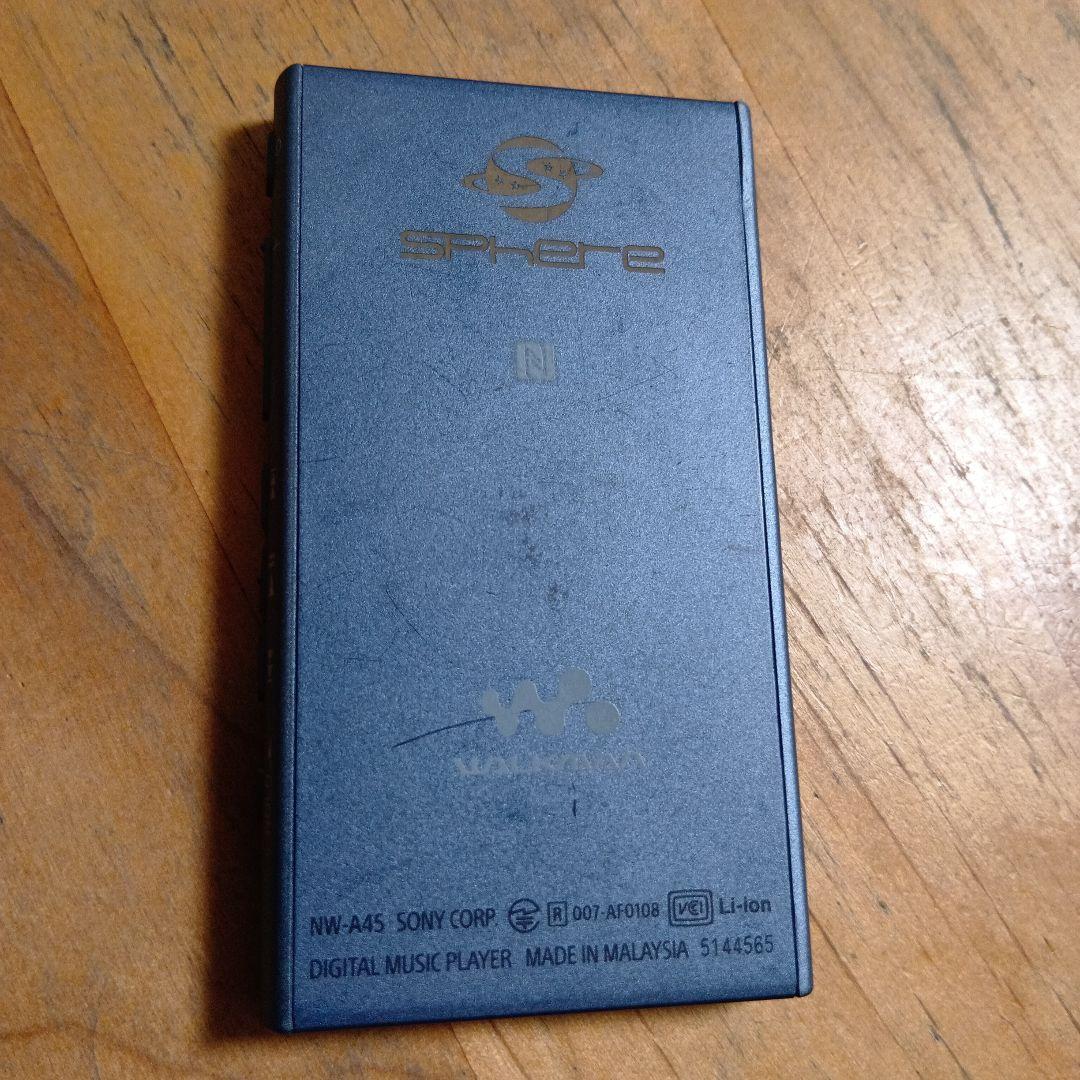 SPhere
WALKMAN
NW-A45 SONY CORP. R 007-AF0108 VCI Li-ion
DIGITAL MUSIC PLAYER MADE IN MALAYSIA 5144565